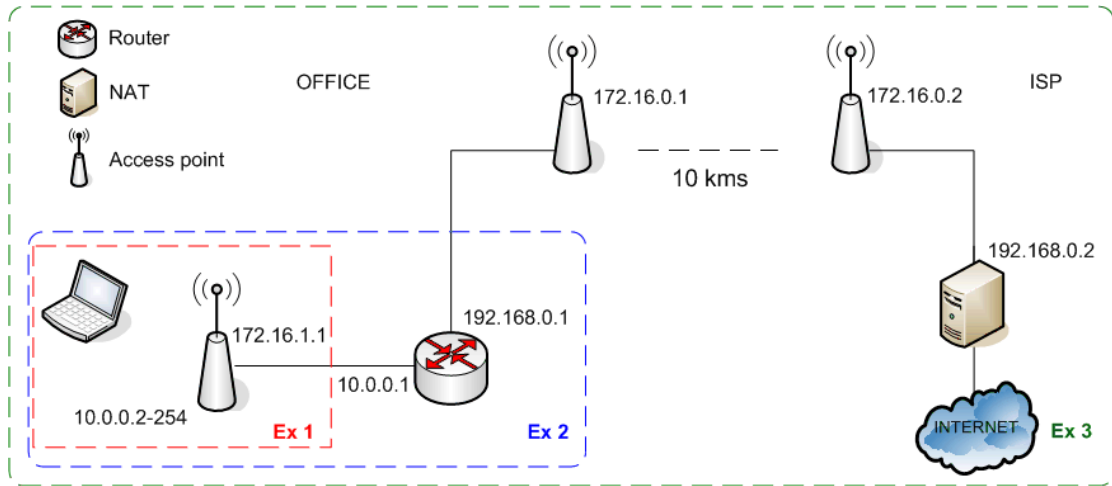 Router
OFFICE
ISP
172.16.0.1
172.16.0.2
NAT
Access point
10 kms
192.168.0.2
192.168.0.1
172.16.1.1
10.0.0.1
10.0.0.2-254
Ex 1
Ex 2
INTERNET
Ex 3